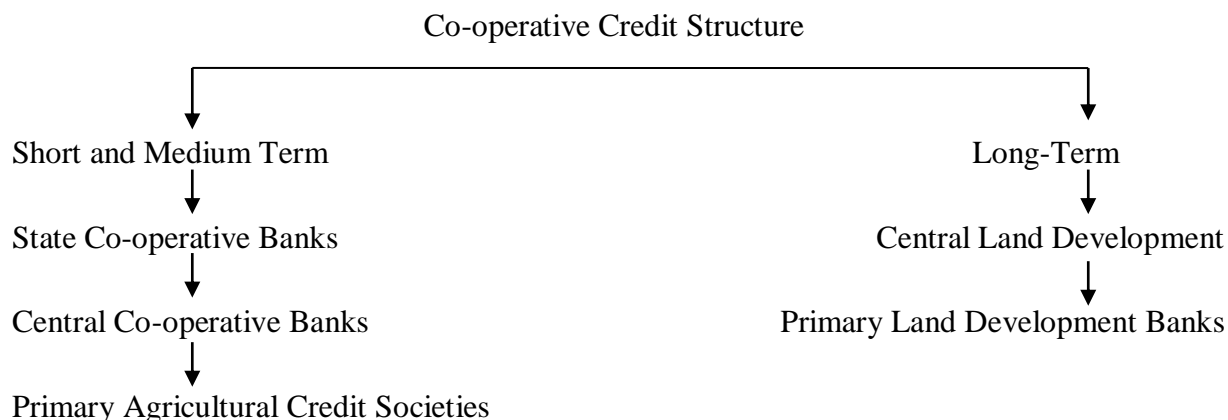 Co-operative Credit Structure
Short and Medium Term
Long-Term
State Co-operative Banks
Central Land Development
Central Co-operative Banks
Primary Land Development Banks
Primary Agricultural Credit Societies